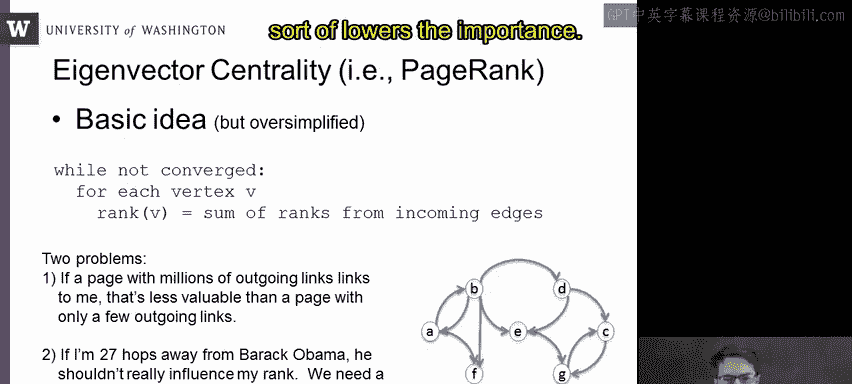 sort of lowers the importance.
GPT中英字幕课程资源@bilibili.com
W UNIVERSITY of WASHINGTON
Eigenvector Centrality (i.e., PageRank)
• Basic idea (but oversimplified)
while not converged:
for each vertex v
rank(v) = sum of ranks from incoming edges
Two problems:
1) If a page with millions of outgoing links links
to me, that's less valuable than a page with
only a few outgoing links.
2) If I'm 27 hops away from Barack Obama, he
shouldn't really influence my rank. We need a
b d
a e c
f g